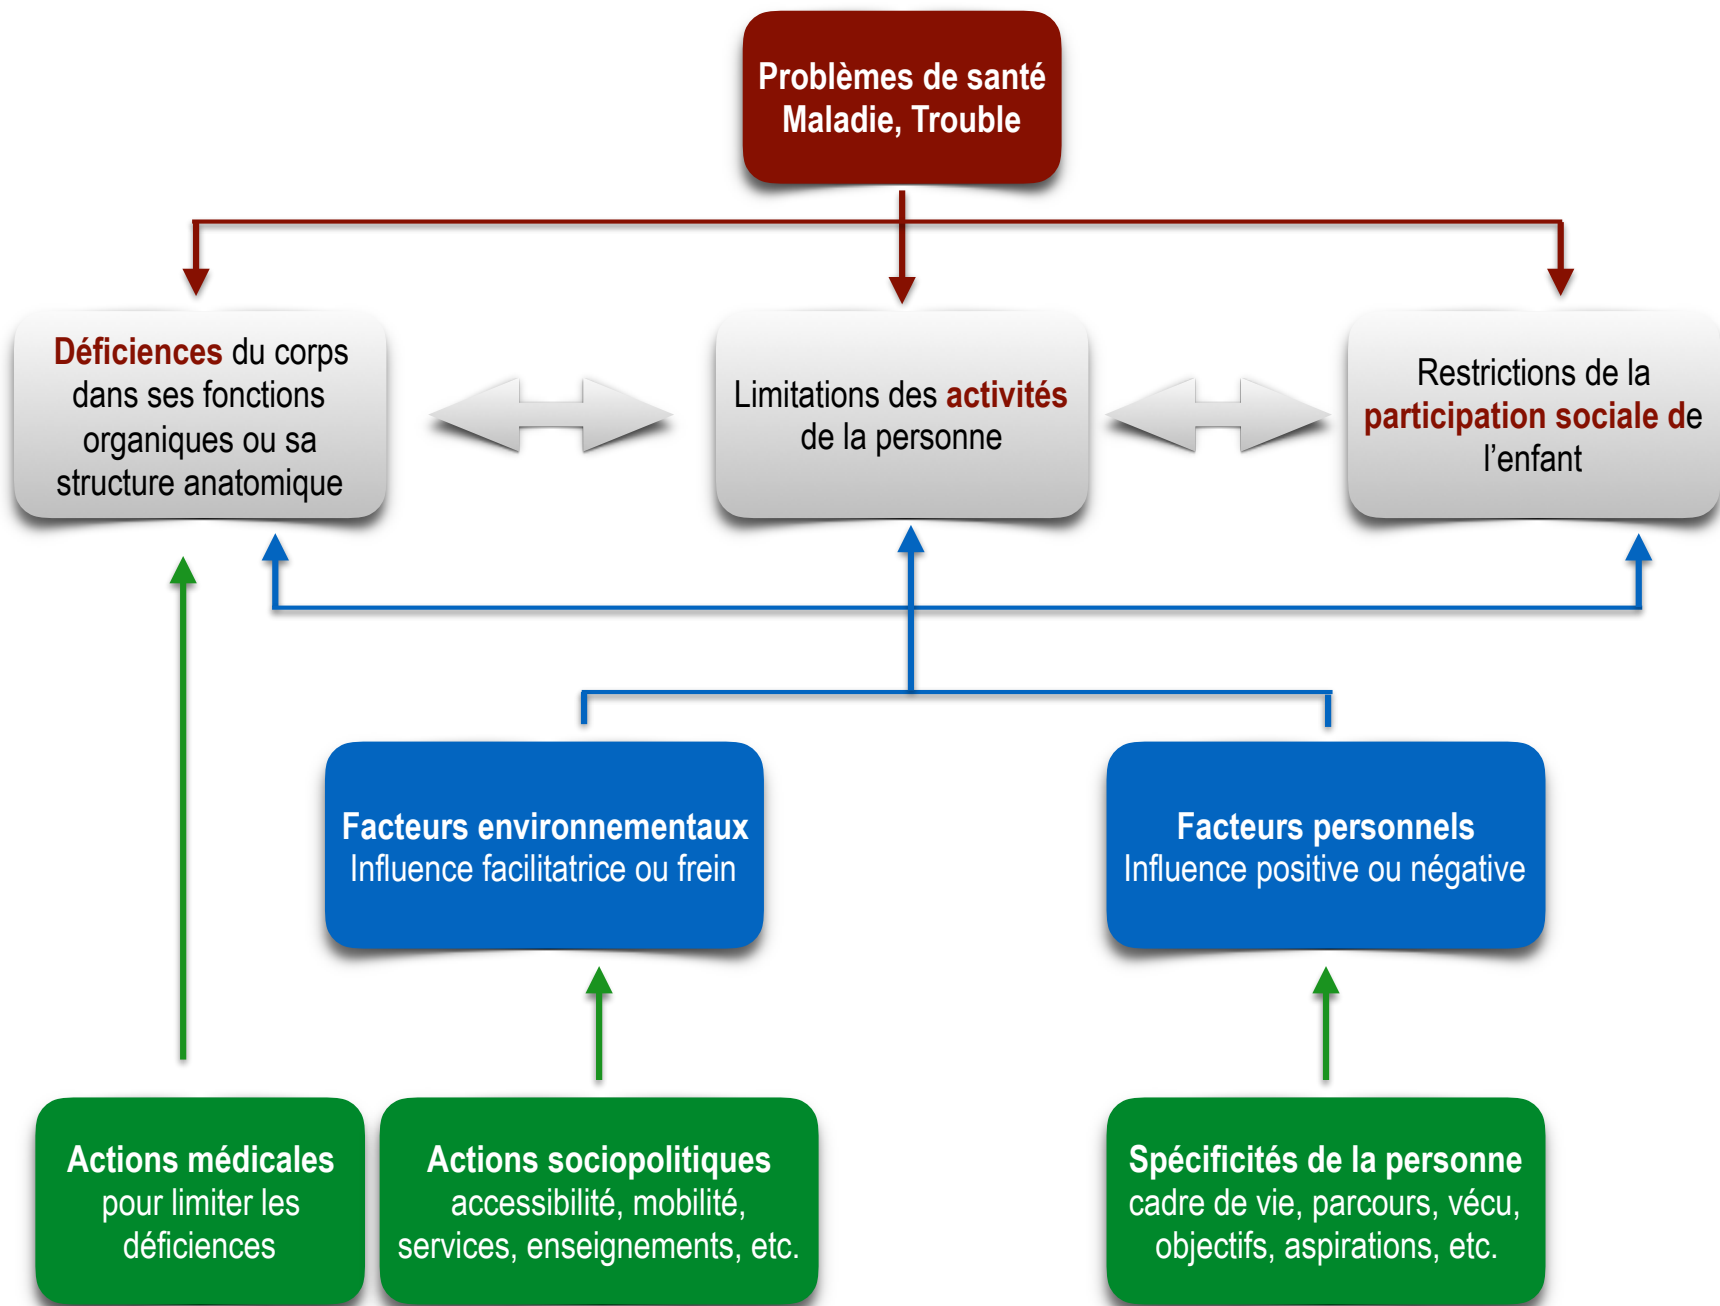 Problèmes de santé
Maladie, Trouble
Déficiences du corps
dans ses fonctions
organiques ou sa
structure anatomique
Limitations des activités
de la personne
Restrictions de la
participation sociale de
l’enfant
Facteurs environnementaux
Influence facilitatrice ou frein
Facteurs personnels
Influence positive ou négative
Actions médicales
pour limiter les
déficiences
Actions sociopolitiques
accessibilité, mobilité,
services, enseignements, etc.
Spécificités de la personne
cadre de vie, parcours, vécu,
objectifs, aspirations, etc.